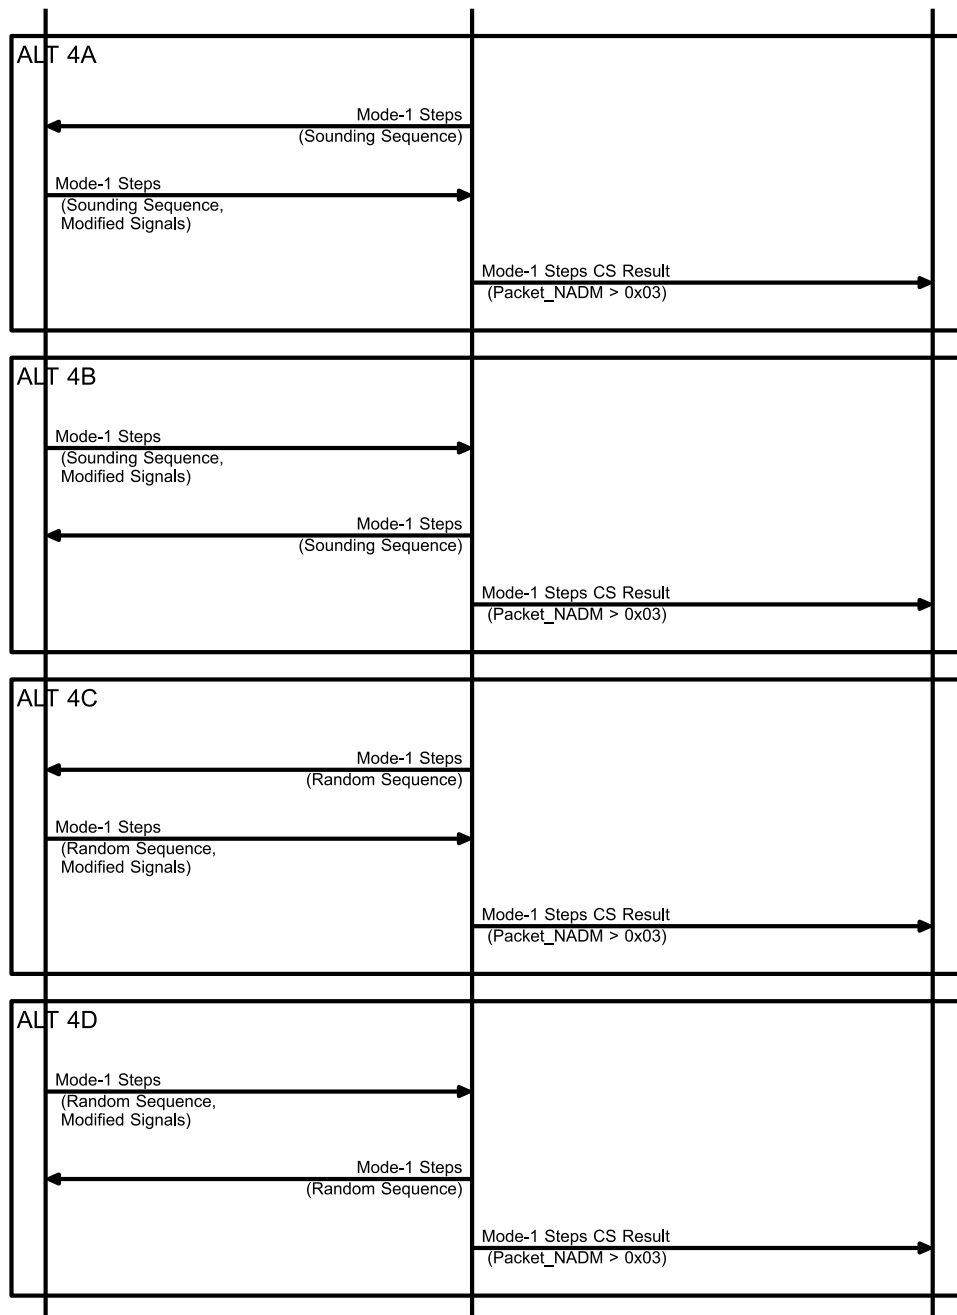 ALT 4A
Mode-1 Steps
(Sounding Sequence)
Mode-1 Steps
(Sounding Sequence,
Modified Signals)
Mode-1 Steps CS Result
(Packet_NADM > 0x03)
ALT 4B
Mode-1 Steps
(Sounding Sequence,
Modified Signals)
Mode-1 Steps
(Sounding Sequence)
Mode-1 Steps CS Result
(Packet_NADM > 0x03)
ALT 4C
Mode-1 Steps
(Random Sequence)
Mode-1 Steps
(Random Sequence,
Modified Signals)
Mode-1 Steps CS Result
(Packet_NADM > 0x03)
ALT 4D
Mode-1 Steps
(Random Sequence,
Modified Signals)
Mode-1 Steps
(Random Sequence)
Mode-1 Steps CS Result
(Packet_NADM > 0x03)